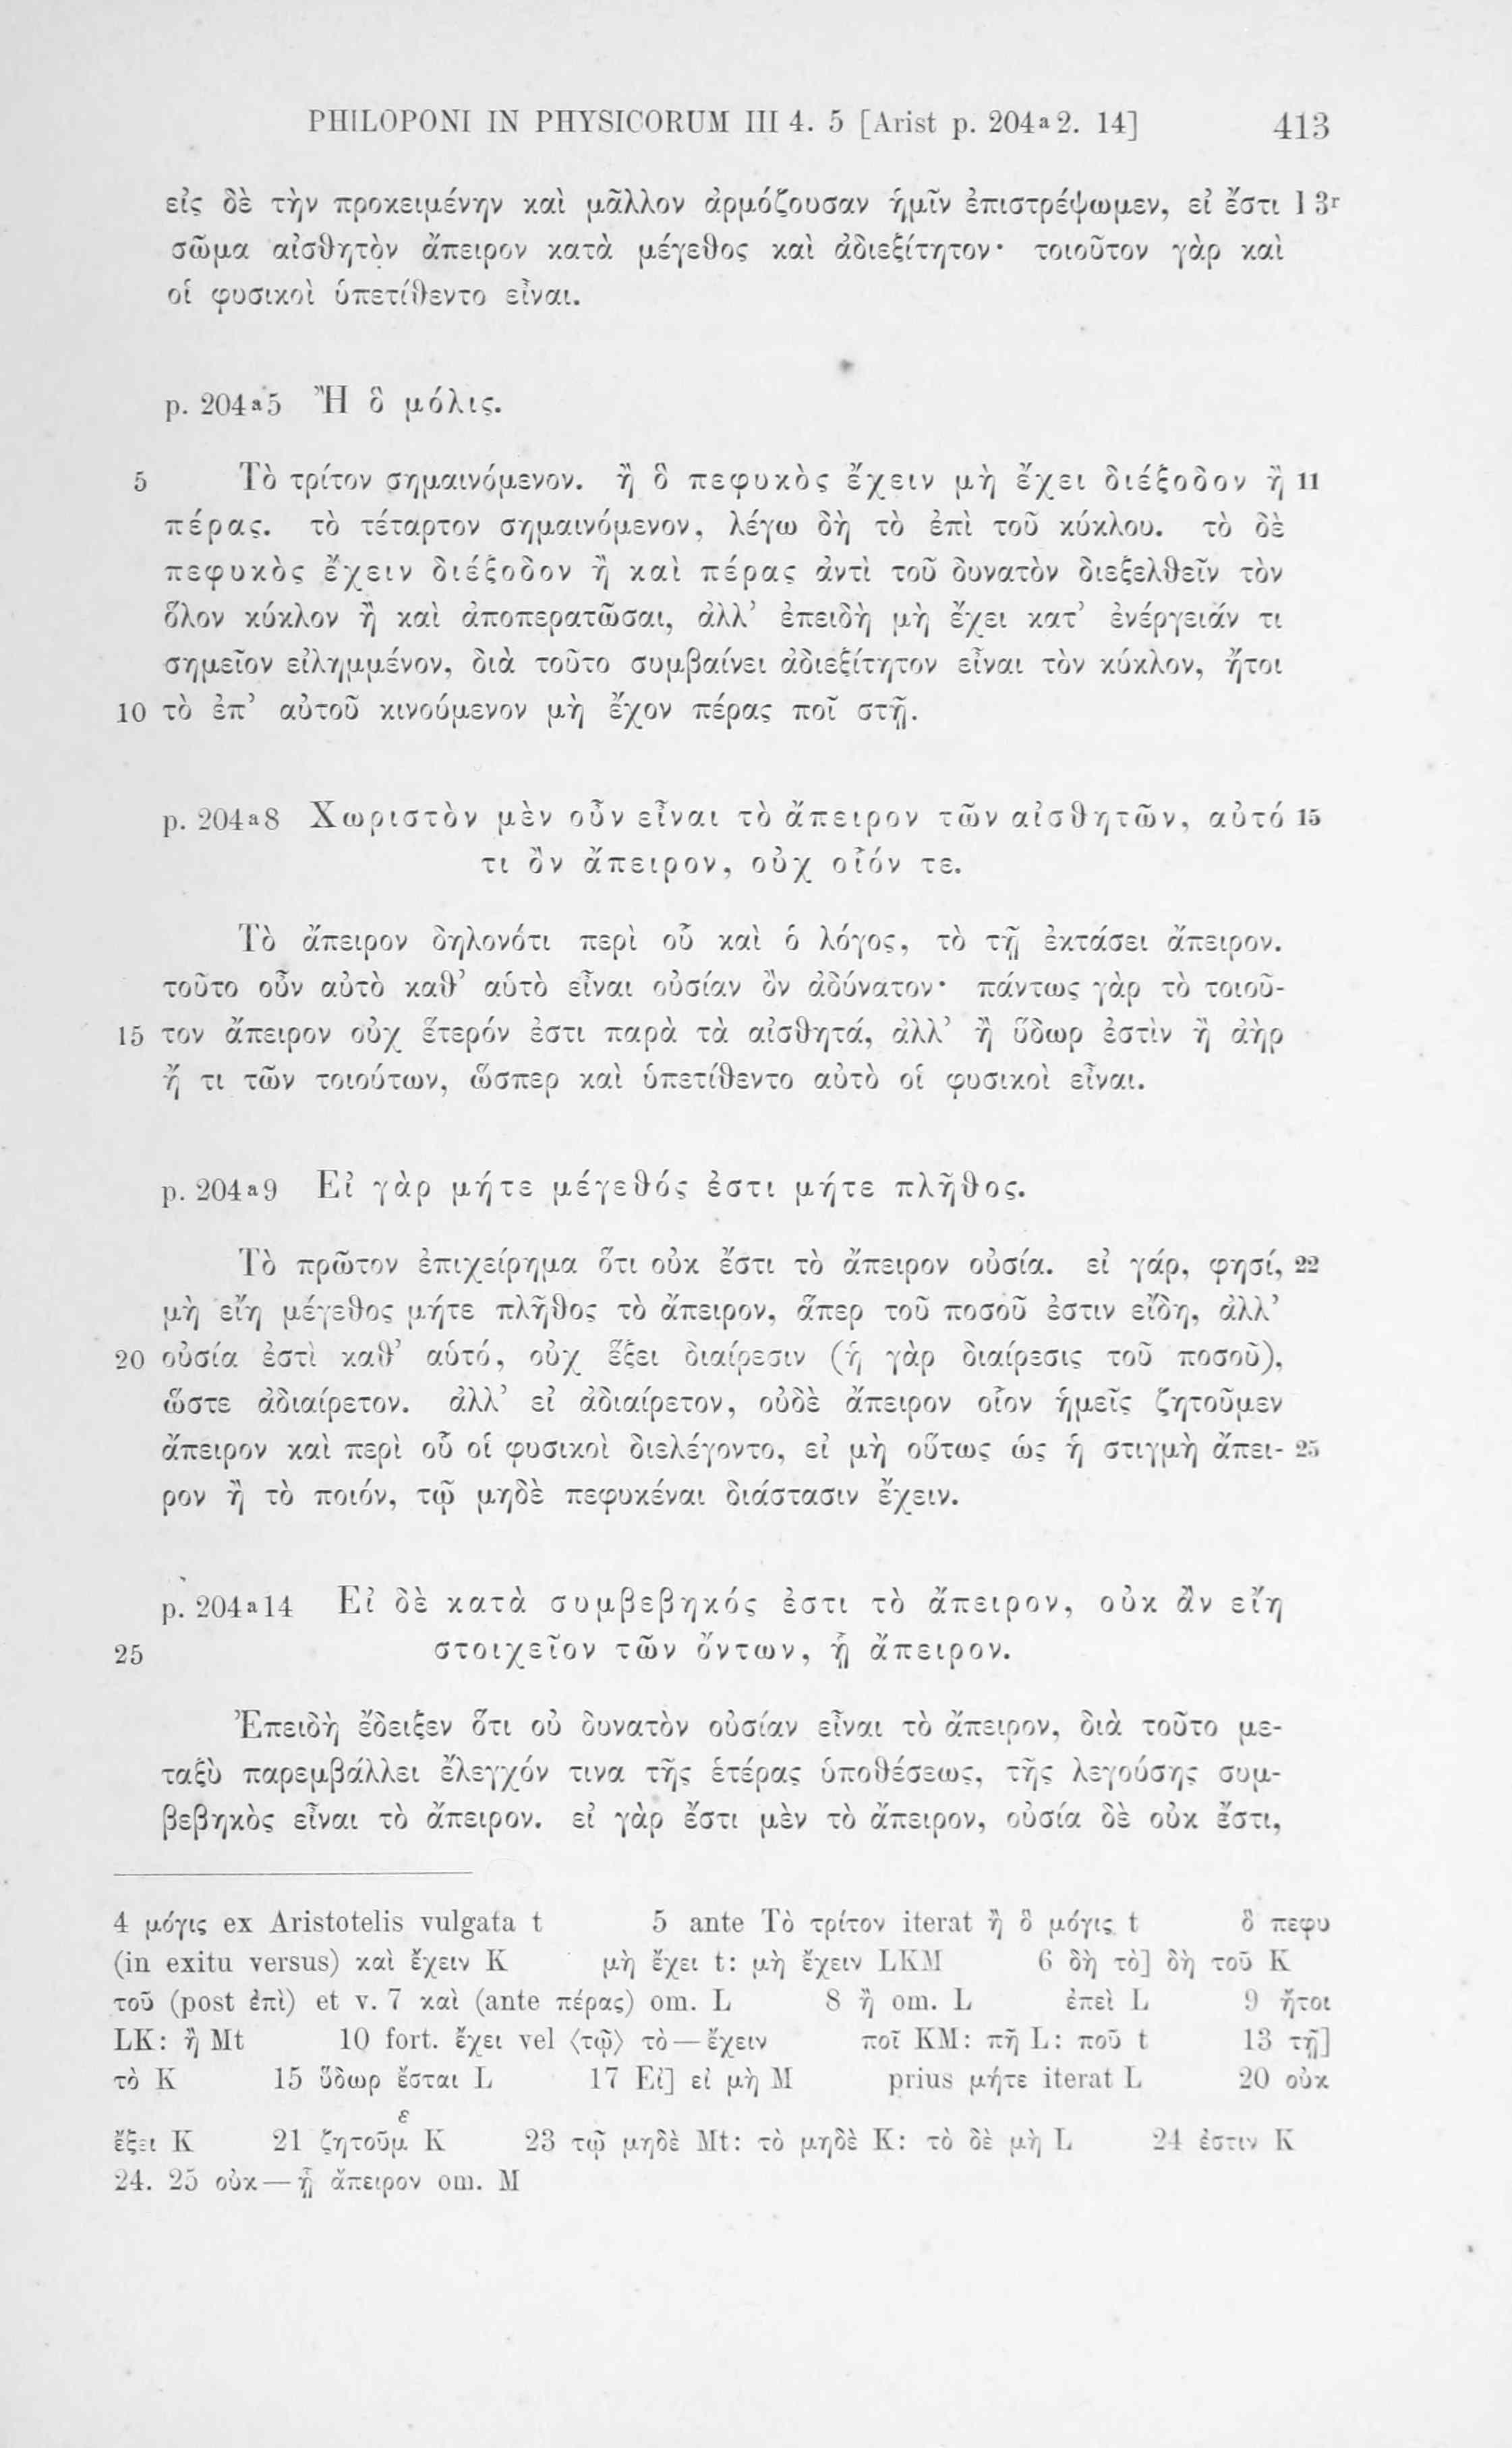 PHILOPONI IN PHYSICORUM III 4. 5 [Arist p. 204ª2. 14] 413
εἰς δὲ τὴν προκειμένην καὶ μᾶλλον ἁρμόζουσαν ἡμῖν ἐπιστρέψωμεν, εἰ ἔστι l 3ʳ
σῶμα αἰσθητὸν ἄπειρον κατὰ μέγεθος καὶ ἀδιεξίτητον· τοιοῦτον γὰρ καὶ
οἱ φυσικοὶ ὑπετίθεντο εἶναι.
p. 204ª5 Ἢ ὃ μόλις.
5 Τὸ τρίτον σημαινόμενον. ἢ ὃ πεφυκὸς ἔχειν μὴ ἔχει διέξοδον ἢ 11
πέρας. τὸ τέταρτον σημαινόμενον, λέγω δὴ τὸ ἐπὶ τοῦ κύκλου. τὸ δὲ
πεφυκὸς ἔχειν διέξοδον ἢ καὶ πέρας ἀντὶ τοῦ δυνατὸν διεξελθεῖν τὸν
ὅλον κύκλον ἢ καὶ ἀποπερατῶσαι, ἀλλ’ ἐπειδὴ μὴ ἔχει κατ’ ἐνέργειάν τι
σημεῖον εἰλημμένον, διὰ τοῦτο συμβαίνει ἀδιεξίτητον εἶναι τὸν κύκλον, ἤτοι
10 τὸ ἐπ’ αὐτοῦ κινούμενον μὴ ἔχον πέρας ποῖ στῇ.
p. 204ª8 Χωριστὸν μὲν οὖν εἶναι τὸ ἄπειρον τῶν αἰσθητῶν, αὐτό 15
τι ὂν ἄπειρον, οὐχ οἷόν τε.
Τὸ ἄπειρον δηλονότι περὶ οὗ καὶ ὁ λόγος, τὸ τῇ ἐκτάσει ἄπειρον.
τοῦτο οὖν αὐτὸ καθ’ αὑτὸ εἶναι οὐσίαν ὂν ἀδύνατον· πάντως γὰρ τὸ τοιοῦ-
15 τον ἄπειρον οὐχ ἕτερόν ἐστι παρὰ τὰ αἰσθητά, ἀλλ’ ἢ ὕδωρ ἐστὶν ἢ ἀὴρ
ἤ τι τῶν τοιούτων, ὥσπερ καὶ ὑπετίθεντο αὐτὸ οἱ φυσικοὶ εἶναι.
p. 204ª9 Εἰ γὰρ μήτε μέγεθός ἐστι μήτε πλῆθος.
Τὸ πρῶτον ἐπιχείρημα ὅτι οὐκ ἔστι τὸ ἄπειρον οὐσία. εἰ γάρ, φησί, 22
μὴ εἴη μέγεθος μήτε πλῆθος τὸ ἄπειρον, ἅπερ τοῦ ποσοῦ ἐστιν εἴδη, ἀλλ’
20 οὐσία ἐστὶ καθ’ αὑτό, οὐχ ἕξει διαίρεσιν (ἡ γὰρ διαίρεσις τοῦ ποσοῦ),
ὥστε ἀδιαίρετον. ἀλλ’ εἰ ἀδιαίρετον, οὐδὲ ἄπειρον οἷον ἡμεῖς ζητοῦμεν
ἄπειρον καὶ περὶ οὗ οἱ φυσικοὶ διελέγοντο, εἰ μὴ οὕτως ὡς ἡ στιγμὴ ἄπει- 25
ρον ἢ τὸ ποιόν, τῷ μηδὲ πεφυκέναι διάστασιν ἔχειν.
p. 204ª14 Εἰ δὲ κατὰ συμβεβηκός ἐστι τὸ ἄπειρον, οὐκ ἂν εἴη
25 στοιχεῖον τῶν ὄντων, ᾗ ἄπειρον.
Ἐπειδὴ ἔδειξεν ὅτι οὐ δυνατὸν οὐσίαν εἶναι τὸ ἄπειρον, διὰ τοῦτο με-
ταξὺ παρεμβάλλει ἔλεγχόν τινα τῆς ἑτέρας ὑποθέσεως, τῆς λεγούσης συμ-
βεβηκὸς εἶναι τὸ ἄπειρον. εἰ γὰρ ἔστι μὲν τὸ ἄπειρον, οὐσία δὲ οὐκ ἔστι,
4 μόγις ex Aristotelis vulgata t 5 ante Τὸ τρίτον iterat ἢ ὃ μόγις t ὃ πεφυ
(in exitu versus) καὶ ἔχειν K μὴ ἔχει t: μὴ ἔχειν LKM 6 δὴ τὸ] δὴ τοῦ K
τοῦ (post ἐπὶ) et v. 7 καὶ (ante πέρας) om. L 8 ἢ om. L ἐπεὶ L 9 ἤτοι
LK: ἢ Mt 10 fort. ἔχει vel ⟨τῷ⟩ τὸ—ἔχειν ποῖ KM: πῆ L: ποῦ t 13 τῇ]
τὸ K 15 ὕδωρ ἔσται L 17 Εἰ] εἰ μὴ M prius μήτε iterat L 20 οὐκ
ἕξει K 21 ζητοῦμ<sup>ε</sup> K 23 τῷ μηδὲ Mt: τὸ μηδὲ K: τὸ δὲ μὴ L 24 ἐστιν K
24. 25 οὐκ—ᾗ ἄπειρον om. M